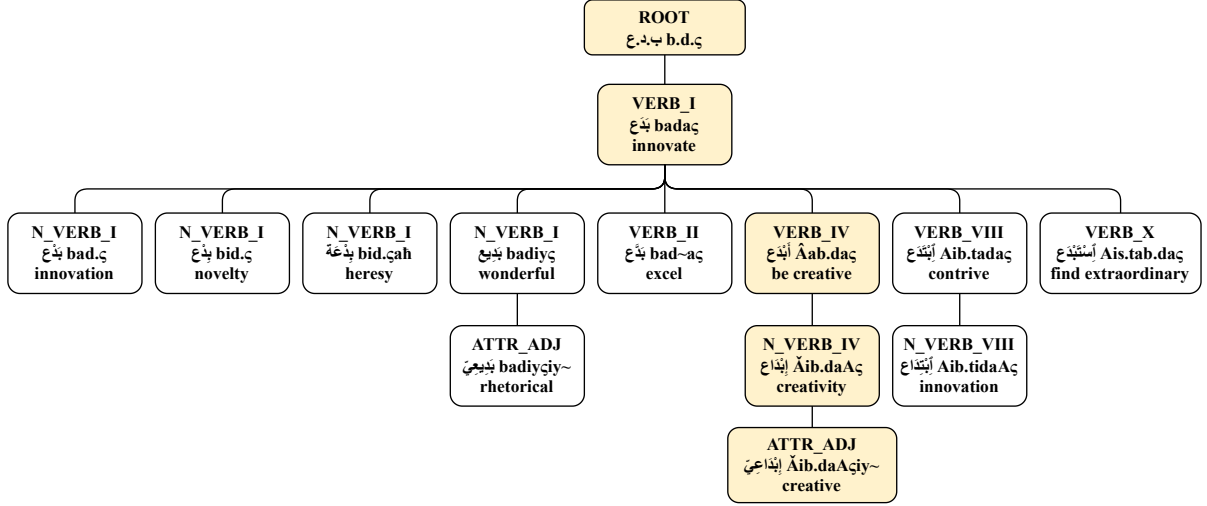 ROOT
ب.د.ع b.d.ς
VERB_I
بَدَع badaς
innovate
N_VERB_I
بَدْع bad.ς
innovation
N_VERB_I
بِدْع bid.ς
novelty
N_VERB_I
بِدْعَة bid.ςaħ
heresy
N_VERB_I
بَدِيع badiyς
wonderful
VERB_II
بَدَّع bad~aς
excel
VERB_IV
أَبْدَع Âab.daς
be creative
VERB_VIII
اِبْتَدَع Aib.tadaς
contrive
VERB_X
اِسْتَبْدَع Ais.tab.daς
find extraordinary
ATTR_ADJ
بَدِيعِيّ badiyςiy~
rhetorical
N_VERB_IV
إِبْدَاع Ǎib.daAς
creativity
N_VERB_VIII
اِبْتِدَاع Aib.tidaAς
innovation
ATTR_ADJ
إِبْدَاعِيّ Ǎib.daAςiy~
creative